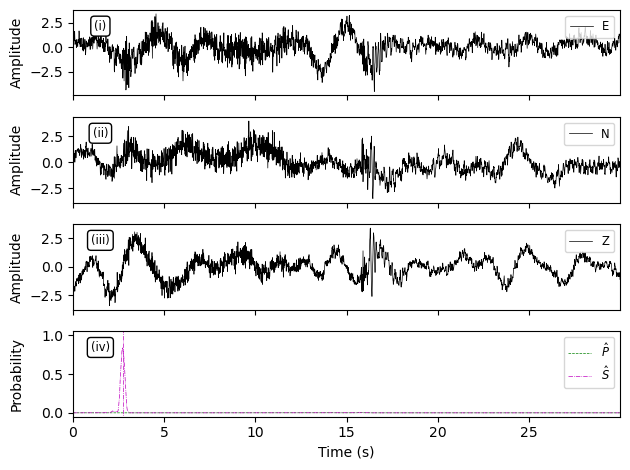 (i)
E
Amplitude
2.5
0.0
−2.5
(ii)
N
Amplitude
2.5
0.0
−2.5
(iii)
Z
Amplitude
2.5
0.0
−2.5
(iv)
P̂
Ŝ
Probability
1.0
0.5
0.0
0 5 10 15 20 25
Time (s)